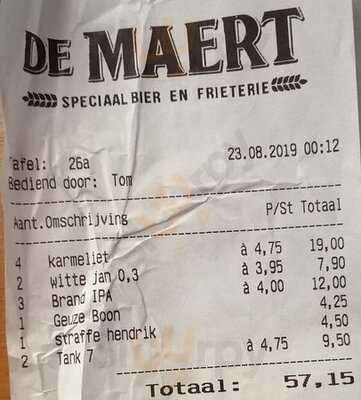 DE MAERT
SPECIAAL BIER EN FRIETERIE
Tafel: 26a 23.08.2019 00:12
Bediend door: Tom
Aant.Omschrijving P/St Totaal
4 karmeliet à 4,75 19,00
2 witte jan 0,3 à 3,95 7,90
3 Brand IPA à 4,00 12,00
1 Geuze Boon 4,25
1 straffe hendrik 4,50
2 Tank 7 à 4,75 9,50
Totaal: 57,15